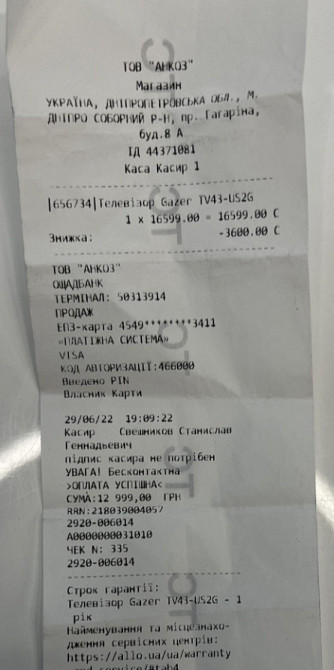 ТОВ "АНКОЗ"
Магазин
УКРАЇНА, ДНІПРОПЕТРОВСЬКА ОБЛ., М.
ДНІПРО СОБОРНИЙ Р-Н, пр. Гагаріна,
буд.8 А
ІД 44371081
Каса Касир 1
|656734|Телевізор Gazer TV43-US2G
1 x 16599.00 = 16599.00 С
Знижка: -3600.00 С
ТОВ "АНКОЗ"
ОЩАДБАНК
ТЕРМІНАЛ: 50313914
ПРОДАЖ
ЕПЗ-карта 4549********3411
«ПЛАТІЖНА СИСТЕМА»
VISA
КОД АВТОРИЗАЦІЇ:466000
Введено PIN
Власник Карти
29/06/22 19:09:22
Касир Свешников Станислав
Геннадьевич
підпис касира не потрібен
УВАГА! Бесконтактна
>ОПЛАТА УСПІШНА<
СУМА:12 999,00 ГРН
RRN:218039004057
2920-006014
A0000000031010
ЧЕК N: 335
2920-006014
Строк гарантії:
Телевізор Gazer TV43-US2G - 1
рік
Найменування та місцезнахо-
дження сервісних центрів:
https://allo.ua/ua/warranty